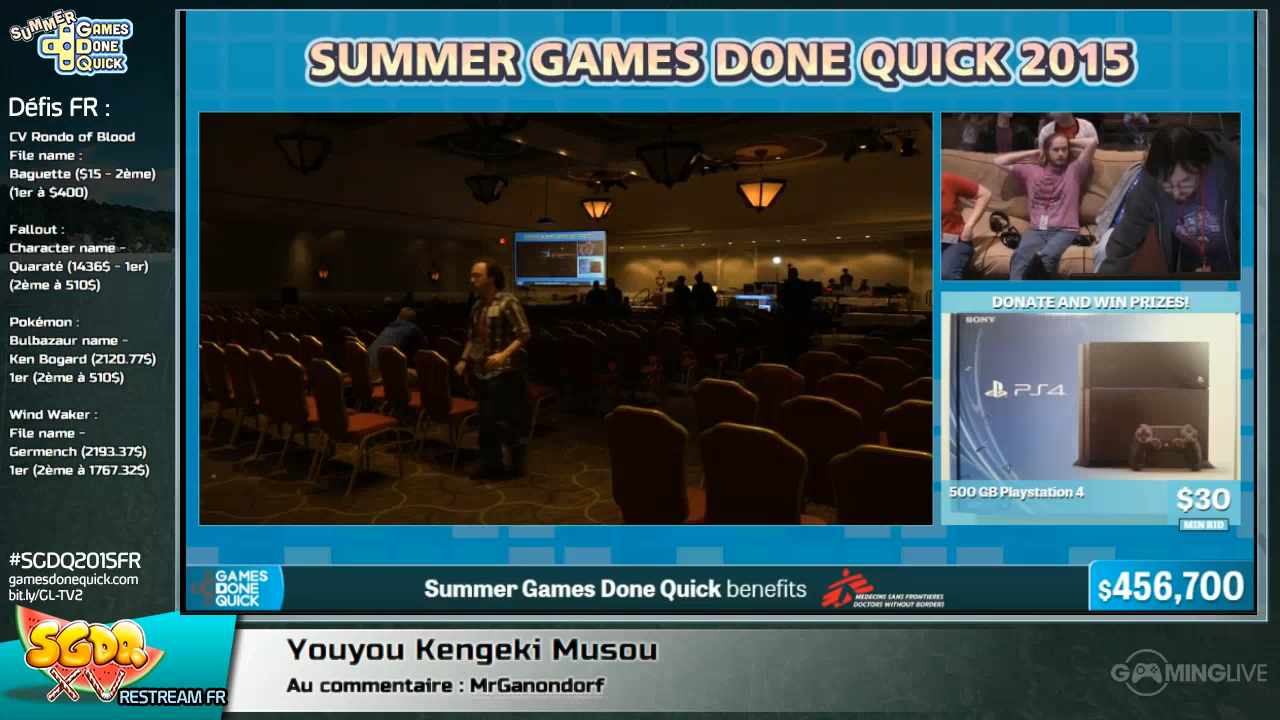 SUMMER
GAMES
DONE
QUICK
Défis FR :
CV Rondo of Blood
File name :
Baguette ($15 - 2ème)
(1er à $400)
Fallout :
Character name -
Quaraté (1436$ - 1er)
(2ème à 510$)
Pokémon :
Bulbazaur name -
Ken Bogard (2120.77$)
1er (2ème à 510$)
Wind Waker :
File name -
Germench (2193.37$)
1er (2ème à 1767.32$)
#SGDQ2015FR
gamesdonequick.com
bit.ly/GL-TV2
SGDQ
RESTREAM FR
SUMMER GAMES DONE QUICK 2015
DONATE AND WIN PRIZES!
SONY
PS4
500 GB Playstation 4
$30
MIN BID
GAMES
DONE
QUICK
Summer Games Done Quick benefits
MEDECINS SANS FRONTIERES
DOCTORS WITHOUT BORDERS
$456,700
Youyou Kengeki Musou
Au commentaire : MrGanondorf
GAMINGLIVE